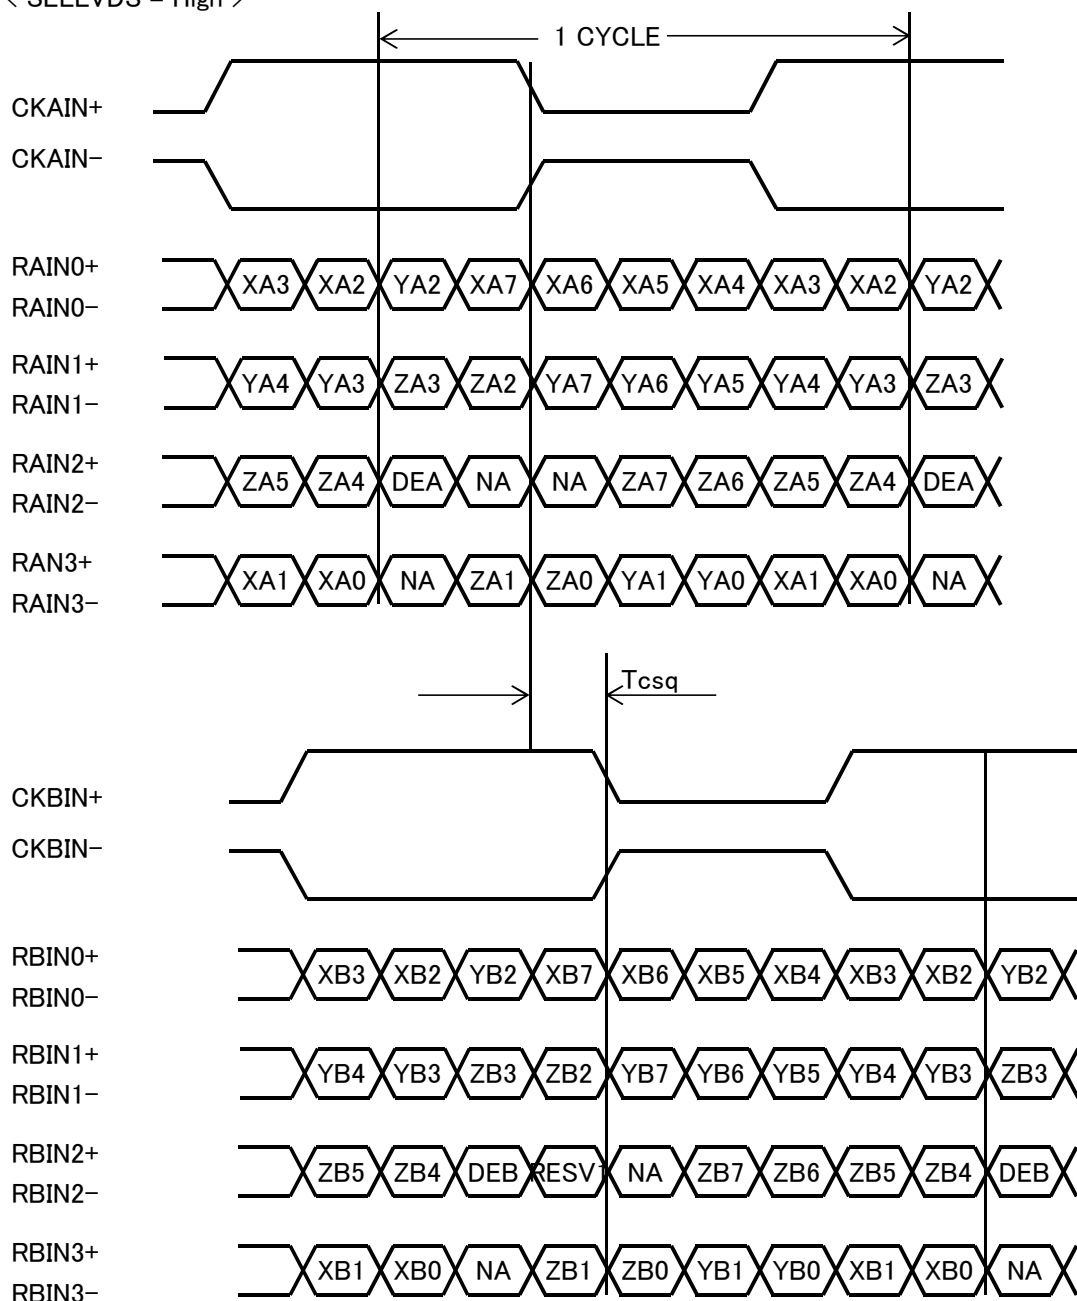 < SELLVDS = High >
1 CYCLE
CKAIN+
CKAIN-
RAIN0+ XA3 XA2 YA2 XA7 XA6 XA5 XA4 XA3 XA2 YA2
RAIN0-
RAIN1+ YA4 YA3 ZA3 ZA2 YA7 YA6 YA5 YA4 YA3 ZA3
RAIN1-
RAIN2+ ZA5 ZA4 DEA NA NA ZA7 ZA6 ZA5 ZA4 DEA
RAIN2-
RAN3+ XA1 XA0 NA ZA1 ZA0 YA1 YA0 XA1 XA0 NA
RAIN3-
Tcsq
CKBIN+
CKBIN-
RBIN0+ XB3 XB2 YB2 XB7 XB6 XB5 XB4 XB3 XB2 YB2
RBIN0-
RBIN1+ YB4 YB3 ZB3 ZB2 YB7 YB6 YB5 YB4 YB3 ZB3
RBIN1-
RBIN2+ ZB5 ZB4 DEB RESV1 NA ZB7 ZB6 ZB5 ZB4 DEB
RBIN2-
RBIN3+ XB1 XB0 NA ZB1 ZB0 YB1 YB0 XB1 XB0 NA
RBIN3-